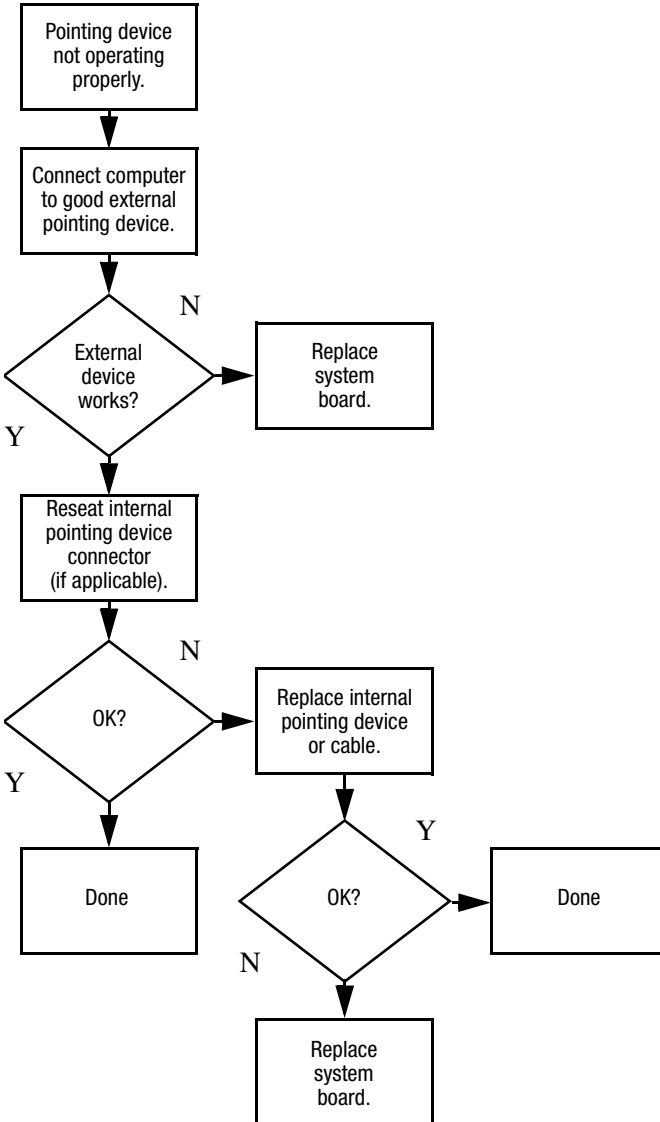 Pointing device
not operating
properly.
Connect computer
to good external
pointing device.
N
External
device
works?
Replace
system
board.
Y
Reseat internal
pointing device
connector
(if applicable).
N
OK?
Replace internal
pointing device
or cable.
Y
Y
Done
OK?
Done
N
Replace
system
board.